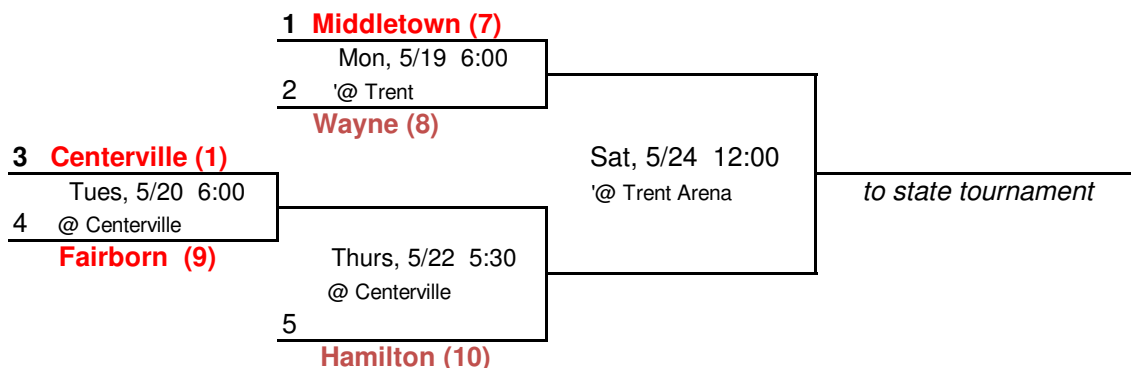 1 Middletown (7)
Mon, 5/19 6:00
2 '@ Trent
Wayne (8)
3 Centerville (1)
Tues, 5/20 6:00
4 @ Centerville
Fairborn (9)
Thurs, 5/22 5:30
@ Centerville
5
Hamilton (10)
Sat, 5/24 12:00
'@ Trent Arena
to state tournament